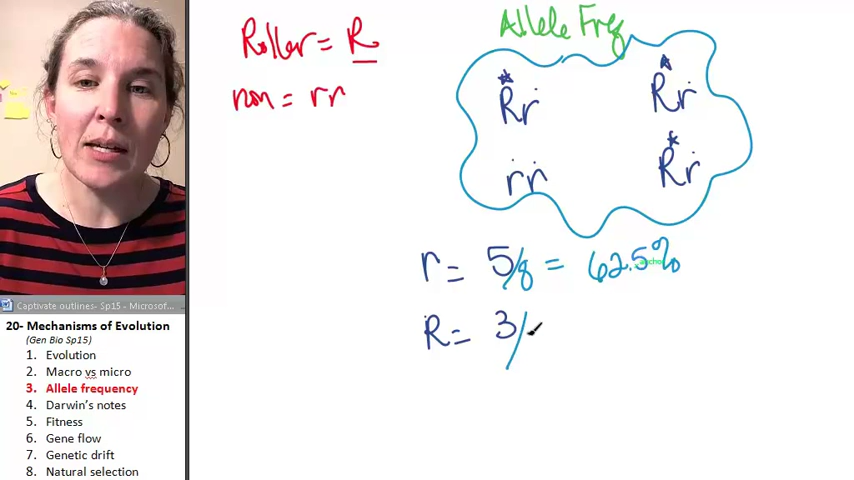 Allele Freq
Roller = R
non = rr
Rr
Rr
rr
Rr
r = 5/8 = 62.5%
R = 3/
Captivate outlines- Sp15 - Microsof...
20- Mechanisms of Evolution
(Gen Bio Sp15)
1. Evolution
2. Macro vs micro
3. Allele frequency
4. Darwin's notes
5. Fitness
6. Gene flow
7. Genetic drift
8. Natural selection